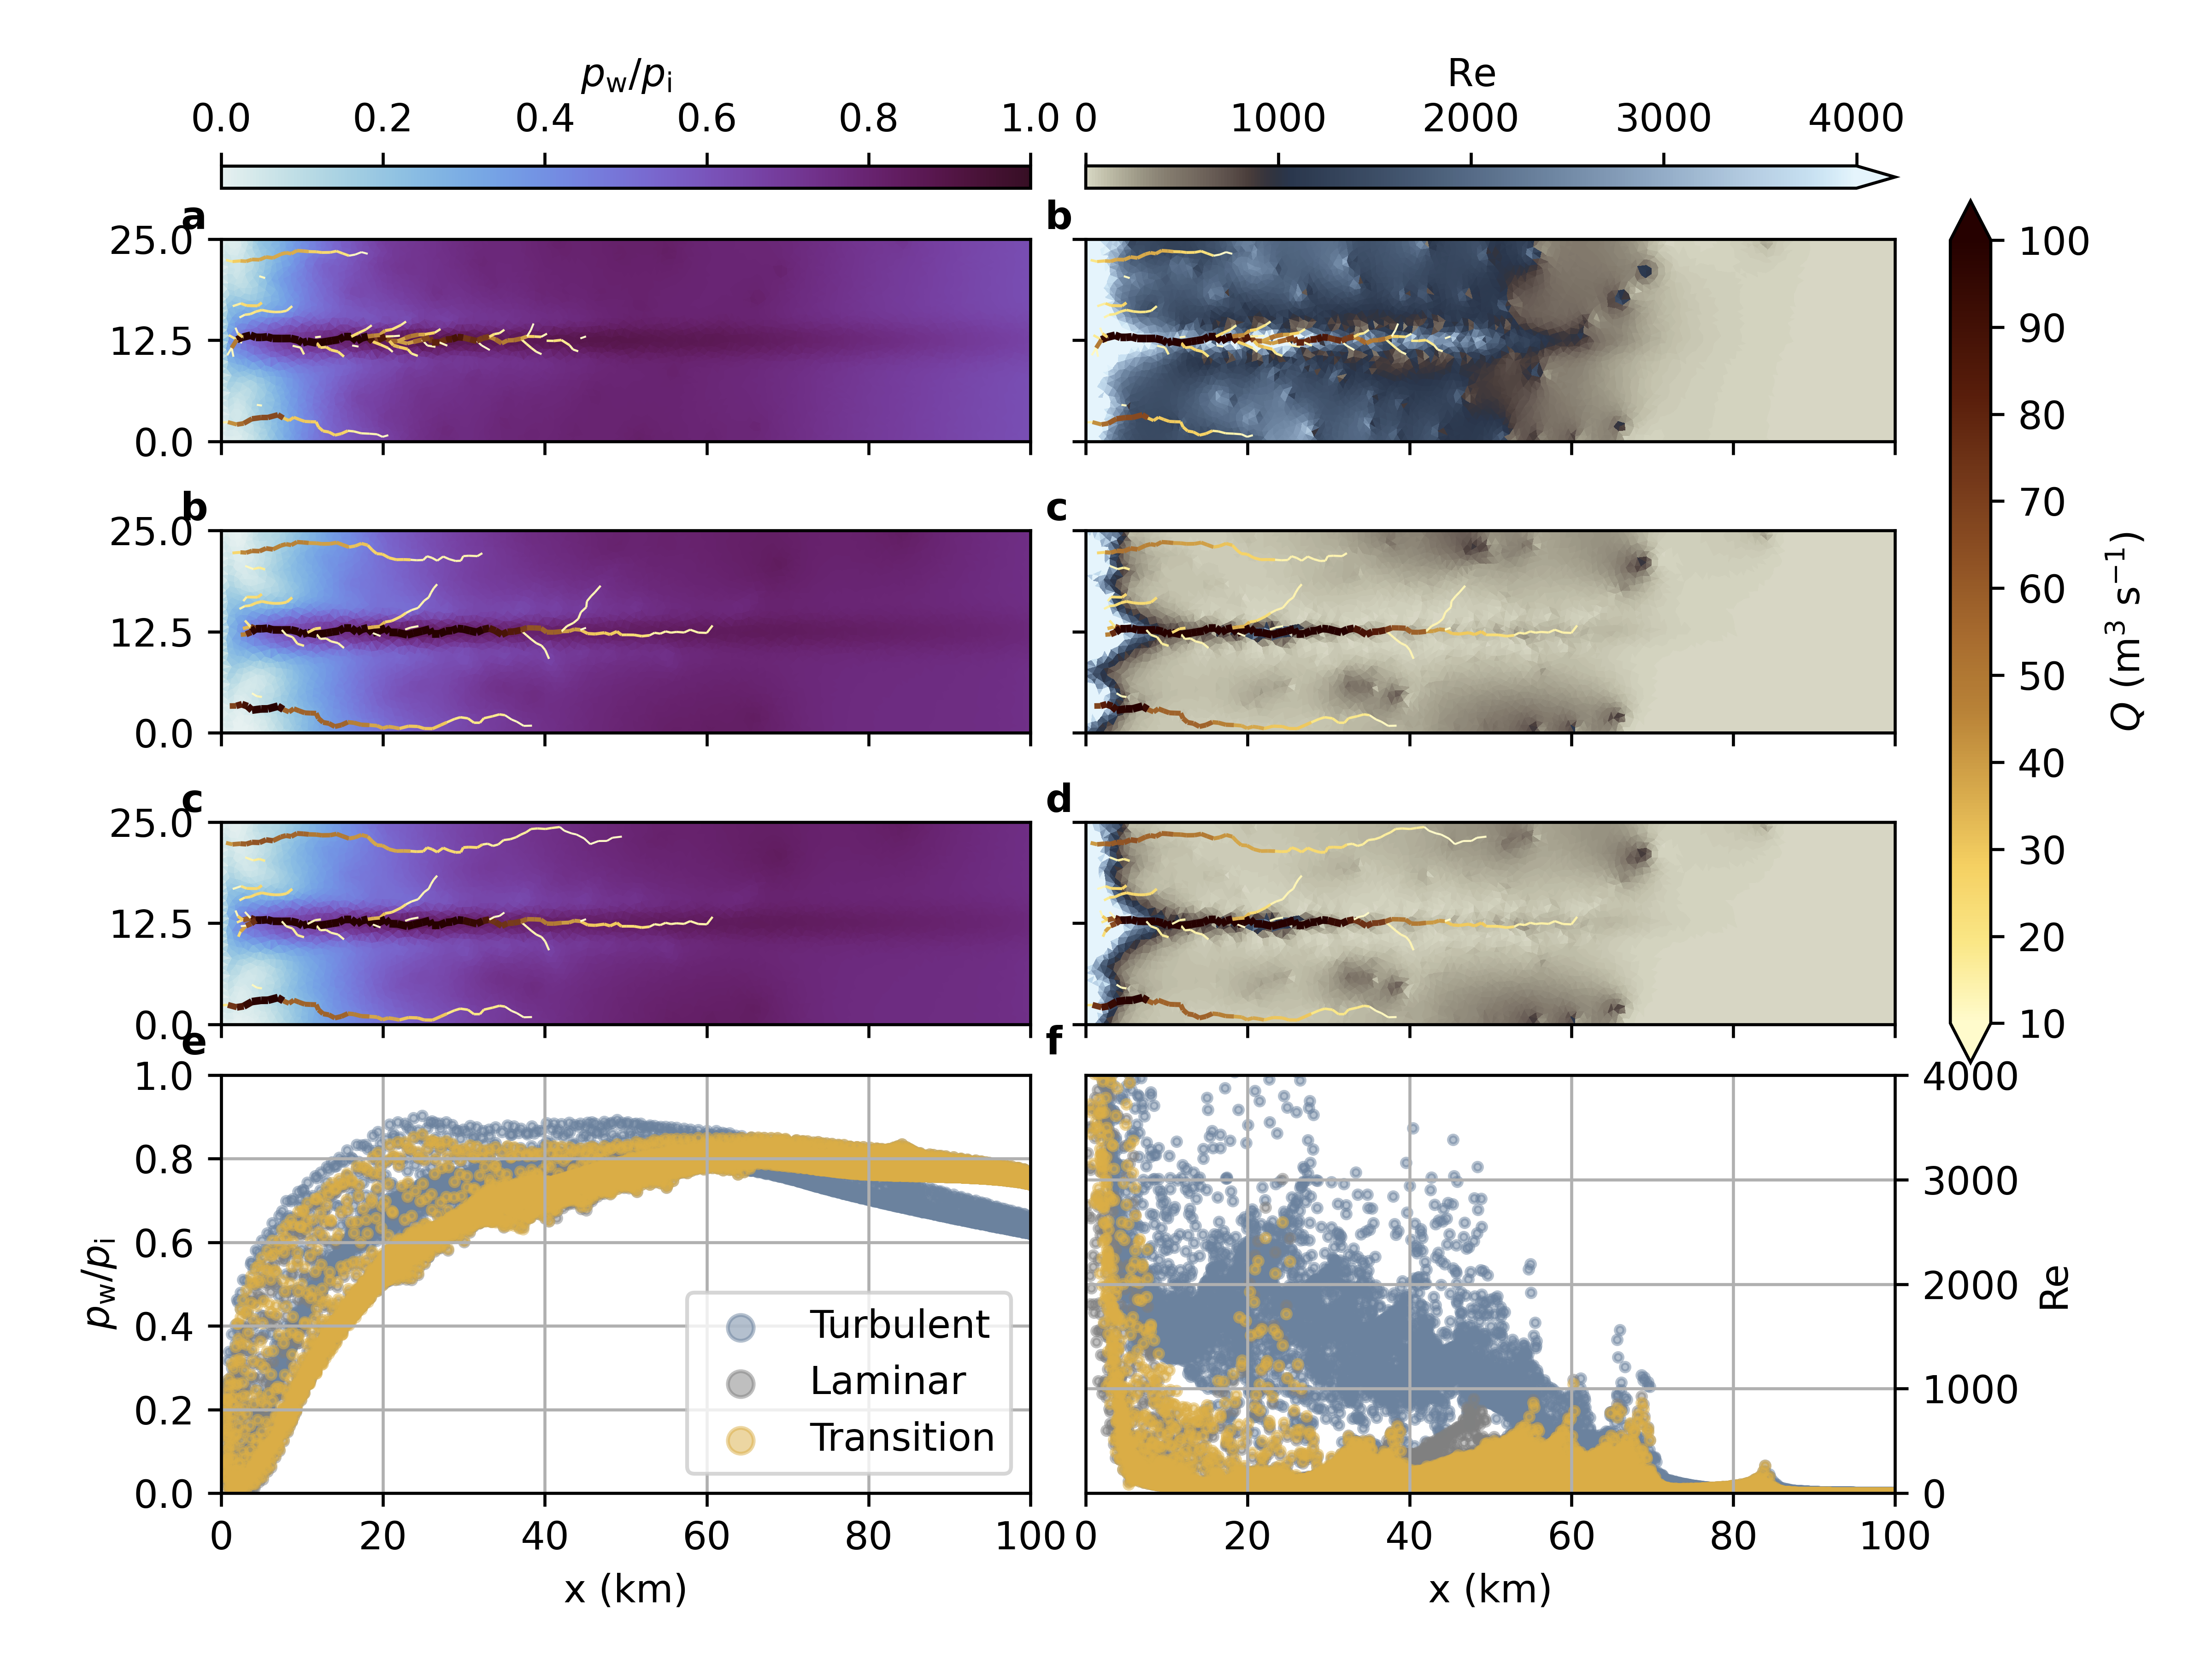 p_w/p_i
0.0 0.2 0.4 0.6 0.8 1.0
Re
0 1000 2000 3000 4000
a
25.0
12.5
0.0
b
b
25.0
12.5
0.0
c
c
25.0
12.5
0.0
d
100
90
80
70
60
50
40
30
20
10
Q (m³ s⁻¹)
e
1.0
0.8
0.6
0.4
0.2
0.0
p_w/p_i
Turbulent
Laminar
Transition
0 20 40 60 80 100
x (km)
f
4000
3000
2000
1000
0
Re
0 20 40 60 80 100
x (km)